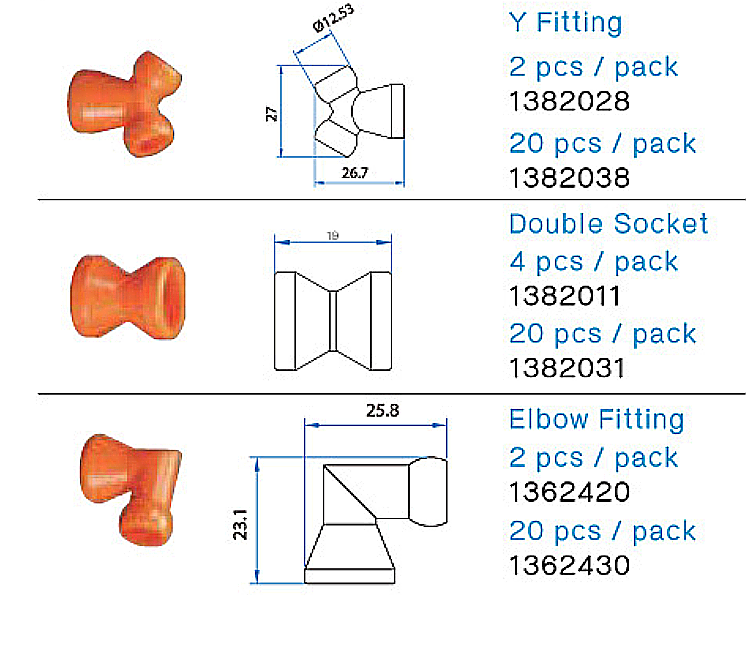 Ø12.53
27
26.7
Y Fitting
2 pcs / pack
1382028
20 pcs / pack
1382038
19
Double Socket
4 pcs / pack
1382011
20 pcs / pack
1382031
25.8
23.1
Elbow Fitting
2 pcs / pack
1362420
20 pcs / pack
1362430